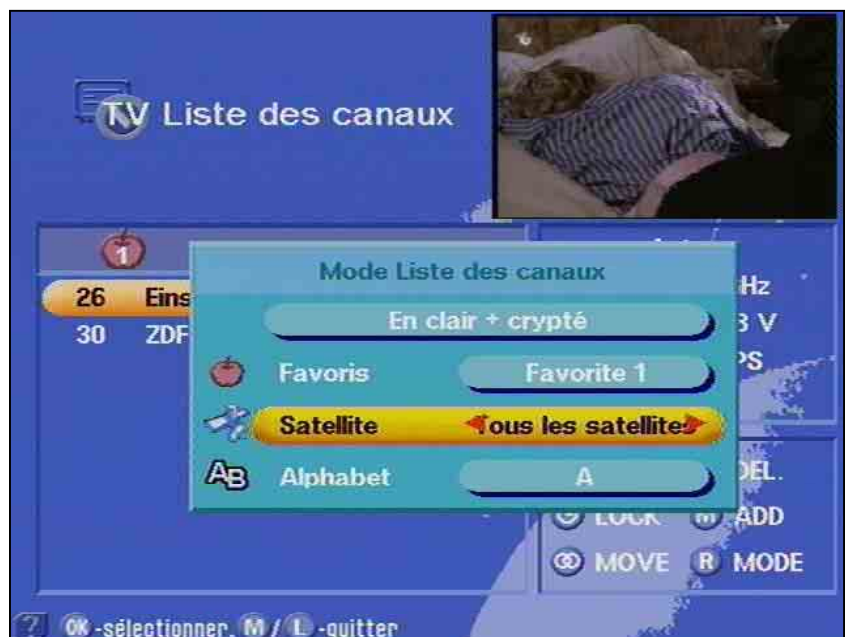 TV Liste des canaux
1
Mode Liste des canaux
26 Eins
Hz
En clair + crypté
30 ZDF
3 V
PS
Favoris Favorite 1
Satellite Tous les satellites
Alphabet A
DEL.
LOCK M ADD
MOVE R MODE
? OK -sélectionner, M / L -quitter